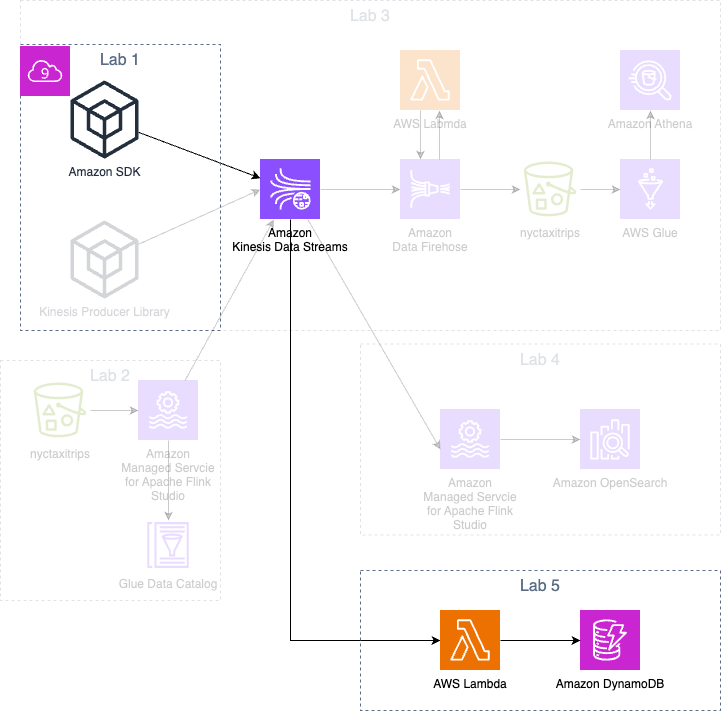 Lab 3
Lab 1
9
Amazon SDK
AWS Labmda
Amazon Athena
Amazon
Kinesis Data Streams
Amazon
Data Firehose
nyctaxitrips
AWS Glue
Kinesis Producer Library
Lab 2
nyctaxitrips
Amazon
Managed Servcie
for Apache Flink
Studio
Glue Data Catalog
Lab 4
Amazon
Managed Servcie
for Apache Flink
Studio
Amazon OpenSearch
Lab 5
AWS Lambda
Amazon DynamoDB